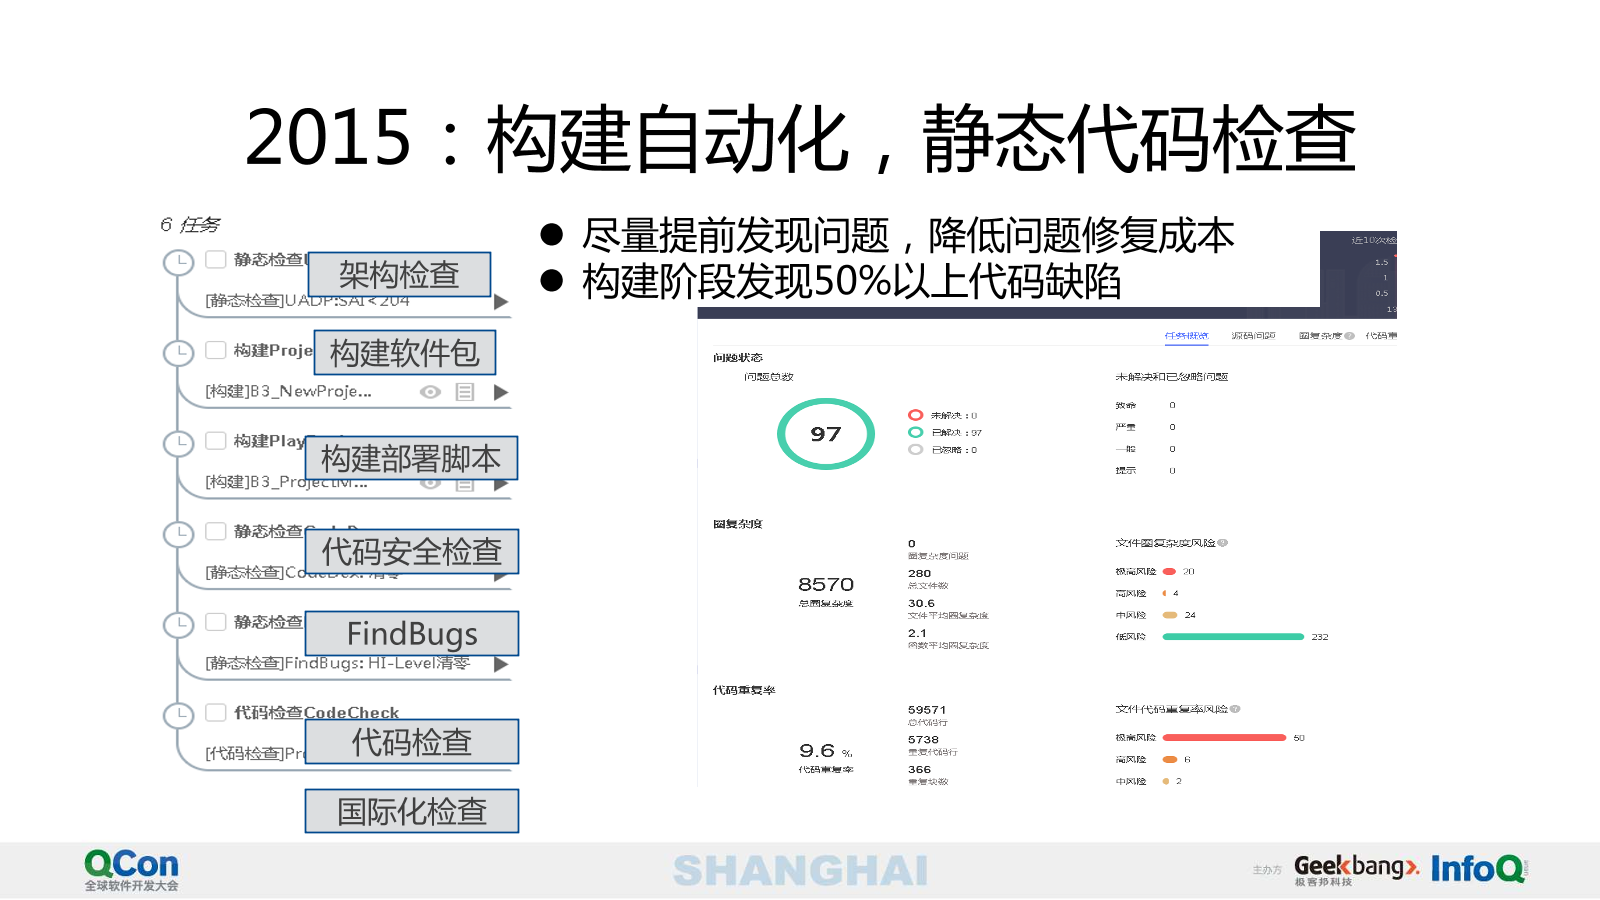 2015：构建自动化，静态代码检查
● 尽量提前发现问题，降低问题修复成本
● 构建阶段发现50%以上代码缺陷
6 任务
静态检查
架构检查
[静态检查]UADP:SAI<204
构建Proje
构建软件包
[构建]B3_NewProje...
构建Play
构建部署脚本
[构建]B3_ProjectM...
静态检查CodeD
代码安全检查
[静态检查]CodeDex: 清零
静态检查
FindBugs
[静态检查]FindBugs: HI-Level清零
代码检查CodeCheck
代码检查
[代码检查]Pro
国际化检查
近10次检
1.5
1
0.5
任务概览 源码问题 圈复杂度 代码重
问题状态
问题总数
97
未解决：0
已解决：97
已忽略：0
未解决和已忽略问题
致命 0
严重 0
一般 0
提示 0
圈复杂度
8570
总圈复杂度
0
圈复杂度问题
280
总文件数
30.6
文件平均圈复杂度
2.1
函数平均圈复杂度
文件圈复杂度风险
极高风险 20
高风险 4
中风险 24
低风险 232
代码重复率
9.6 %
代码重复率
59571
总代码行
5738
重复代码行
366
重复块数
文件代码重复率风险
极高风险 50
高风险 6
中风险 2
QCon
全球软件开发大会
SHANGHAI
主办方
Geekbang>.
极客邦科技
InfoQ